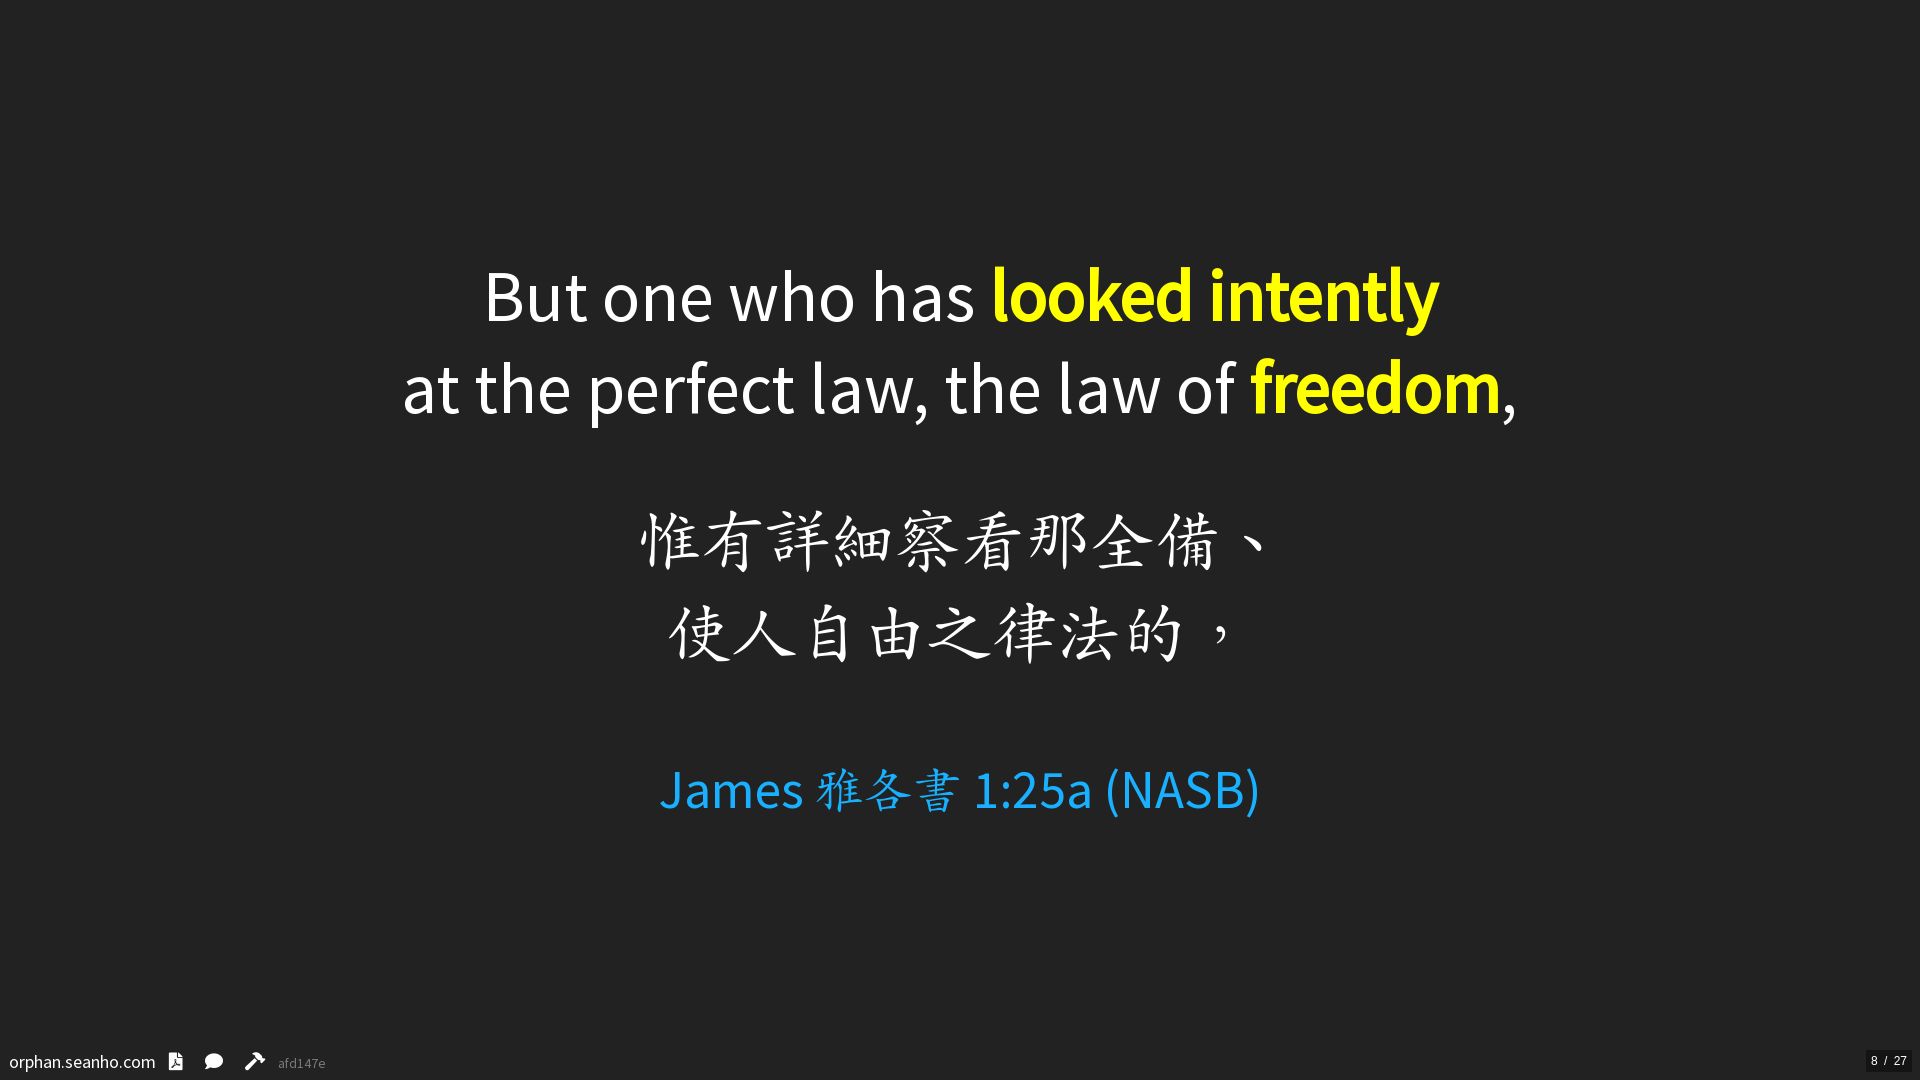 But one who has looked intently
at the perfect law, the law of freedom,
惟有詳細察看那全備、
使人自由之律法的，
James 雅各書 1:25a (NASB)
orphan.seanho.com afd147e
8 / 27